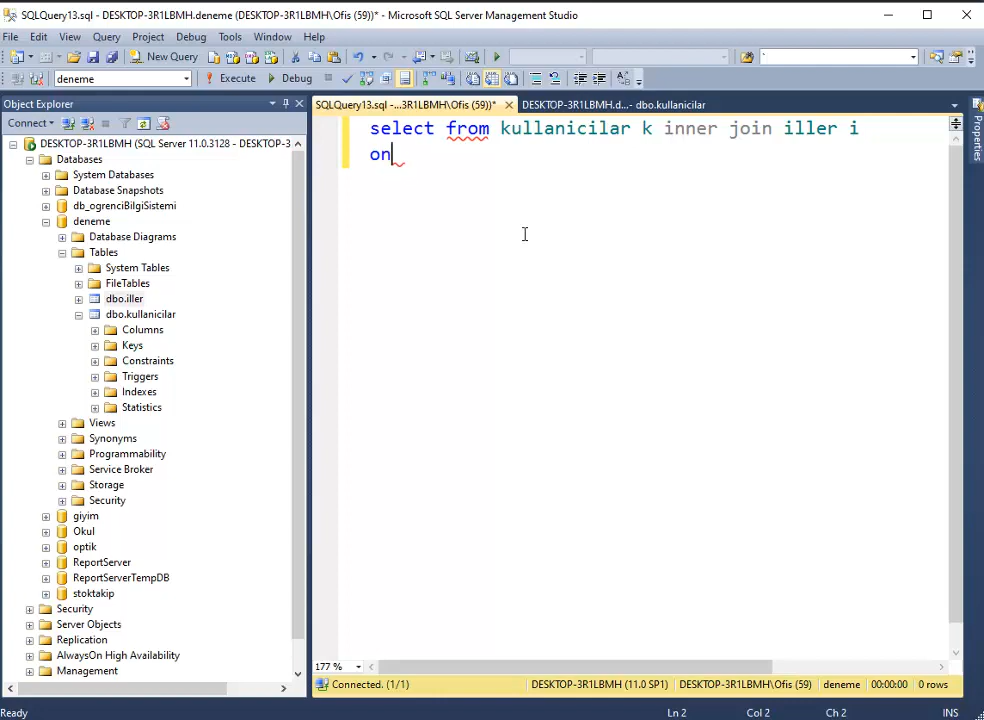 SQLQuery13.sql - DESKTOP-3R1LBMH.deneme (DESKTOP-3R1LBMH\Ofis (59))* - Microsoft SQL Server Management Studio
File Edit View Query Project Debug Tools Window Help
New Query
deneme Execute Debug
Object Explorer
SQLQuery13.sql -...3R1LBMH\Ofis (59))* DESKTOP-3R1LBMH.d...- dbo.kullanicilar
Connect
select from kullanicilar k inner join iller i
on
Properties
DESKTOP-3R1LBMH (SQL Server 11.0.3128 - DESKTOP-3
Databases
System Databases
Database Snapshots
db_ogrenciBilgiSistemi
deneme
Database Diagrams
Tables
System Tables
FileTables
dbo.iller
dbo.kullanicilar
Columns
Keys
Constraints
Triggers
Indexes
Statistics
Views
Synonyms
Programmability
Service Broker
Storage
Security
giyim
Okul
optik
ReportServer
ReportServerTempDB
stoktakip
Security
Server Objects
Replication
AlwaysOn High Availability
Management
177 %
Connected. (1/1) DESKTOP-3R1LBMH (11.0 SP1) DESKTOP-3R1LBMH\Ofis (59) deneme 00:00:00 0 rows
Ready Ln 2 Col 2 Ch 2 INS